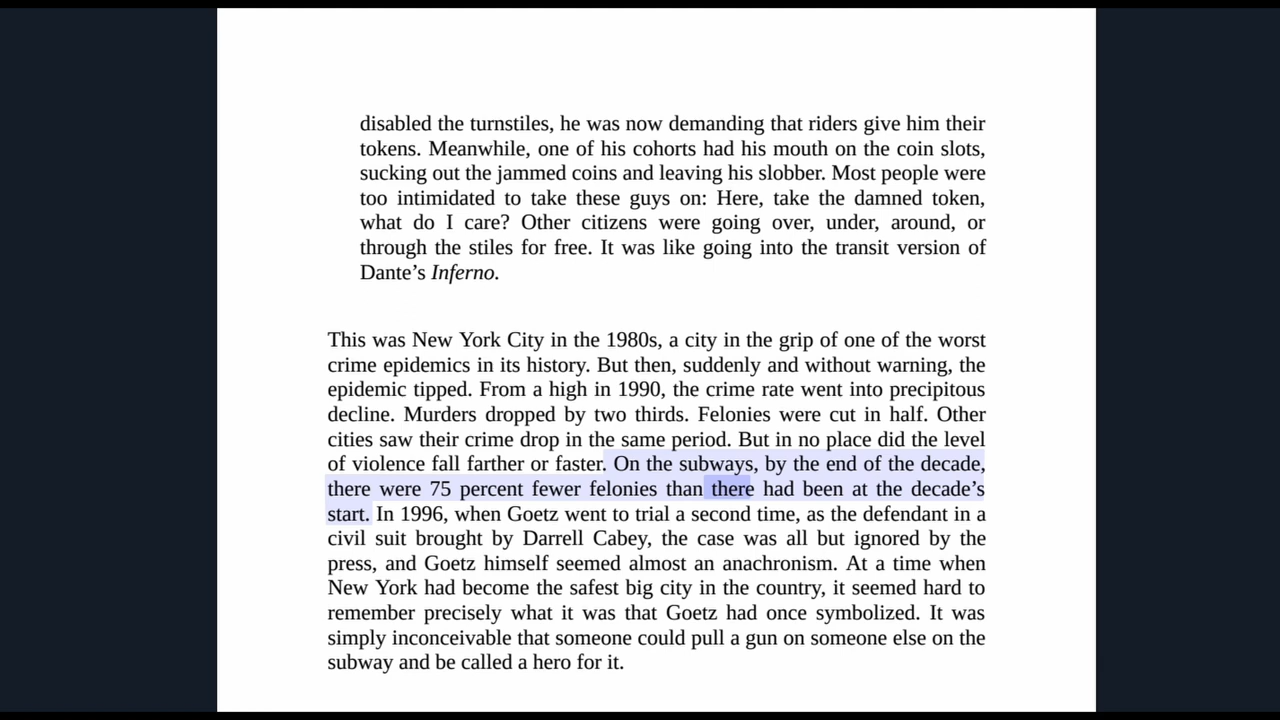 disabled the turnstiles, he was now demanding that riders give him their
tokens. Meanwhile, one of his cohorts had his mouth on the coin slots,
sucking out the jammed coins and leaving his slobber. Most people were
too intimidated to take these guys on: Here, take the damned token,
what do I care? Other citizens were going over, under, around, or
through the stiles for free. It was like going into the transit version of
Dante’s Inferno.
This was New York City in the 1980s, a city in the grip of one of the worst
crime epidemics in its history. But then, suddenly and without warning, the
epidemic tipped. From a high in 1990, the crime rate went into precipitous
decline. Murders dropped by two thirds. Felonies were cut in half. Other
cities saw their crime drop in the same period. But in no place did the level
of violence fall farther or faster. On the subways, by the end of the decade,
there were 75 percent fewer felonies than there had been at the decade’s
start. In 1996, when Goetz went to trial a second time, as the defendant in a
civil suit brought by Darrell Cabey, the case was all but ignored by the
press, and Goetz himself seemed almost an anachronism. At a time when
New York had become the safest big city in the country, it seemed hard to
remember precisely what it was that Goetz had once symbolized. It was
simply inconceivable that someone could pull a gun on someone else on the
subway and be called a hero for it.